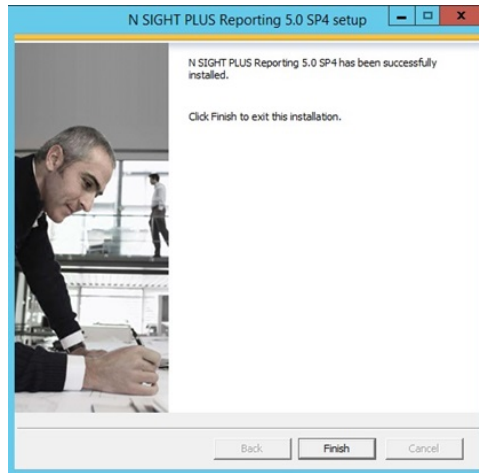 N SIGHT PLUS Reporting 5.0 SP4 setup
N SIGHT PLUS Reporting 5.0 SP4 has been successfully
installed.
Click Finish to exit this installation.
Back Finish Cancel